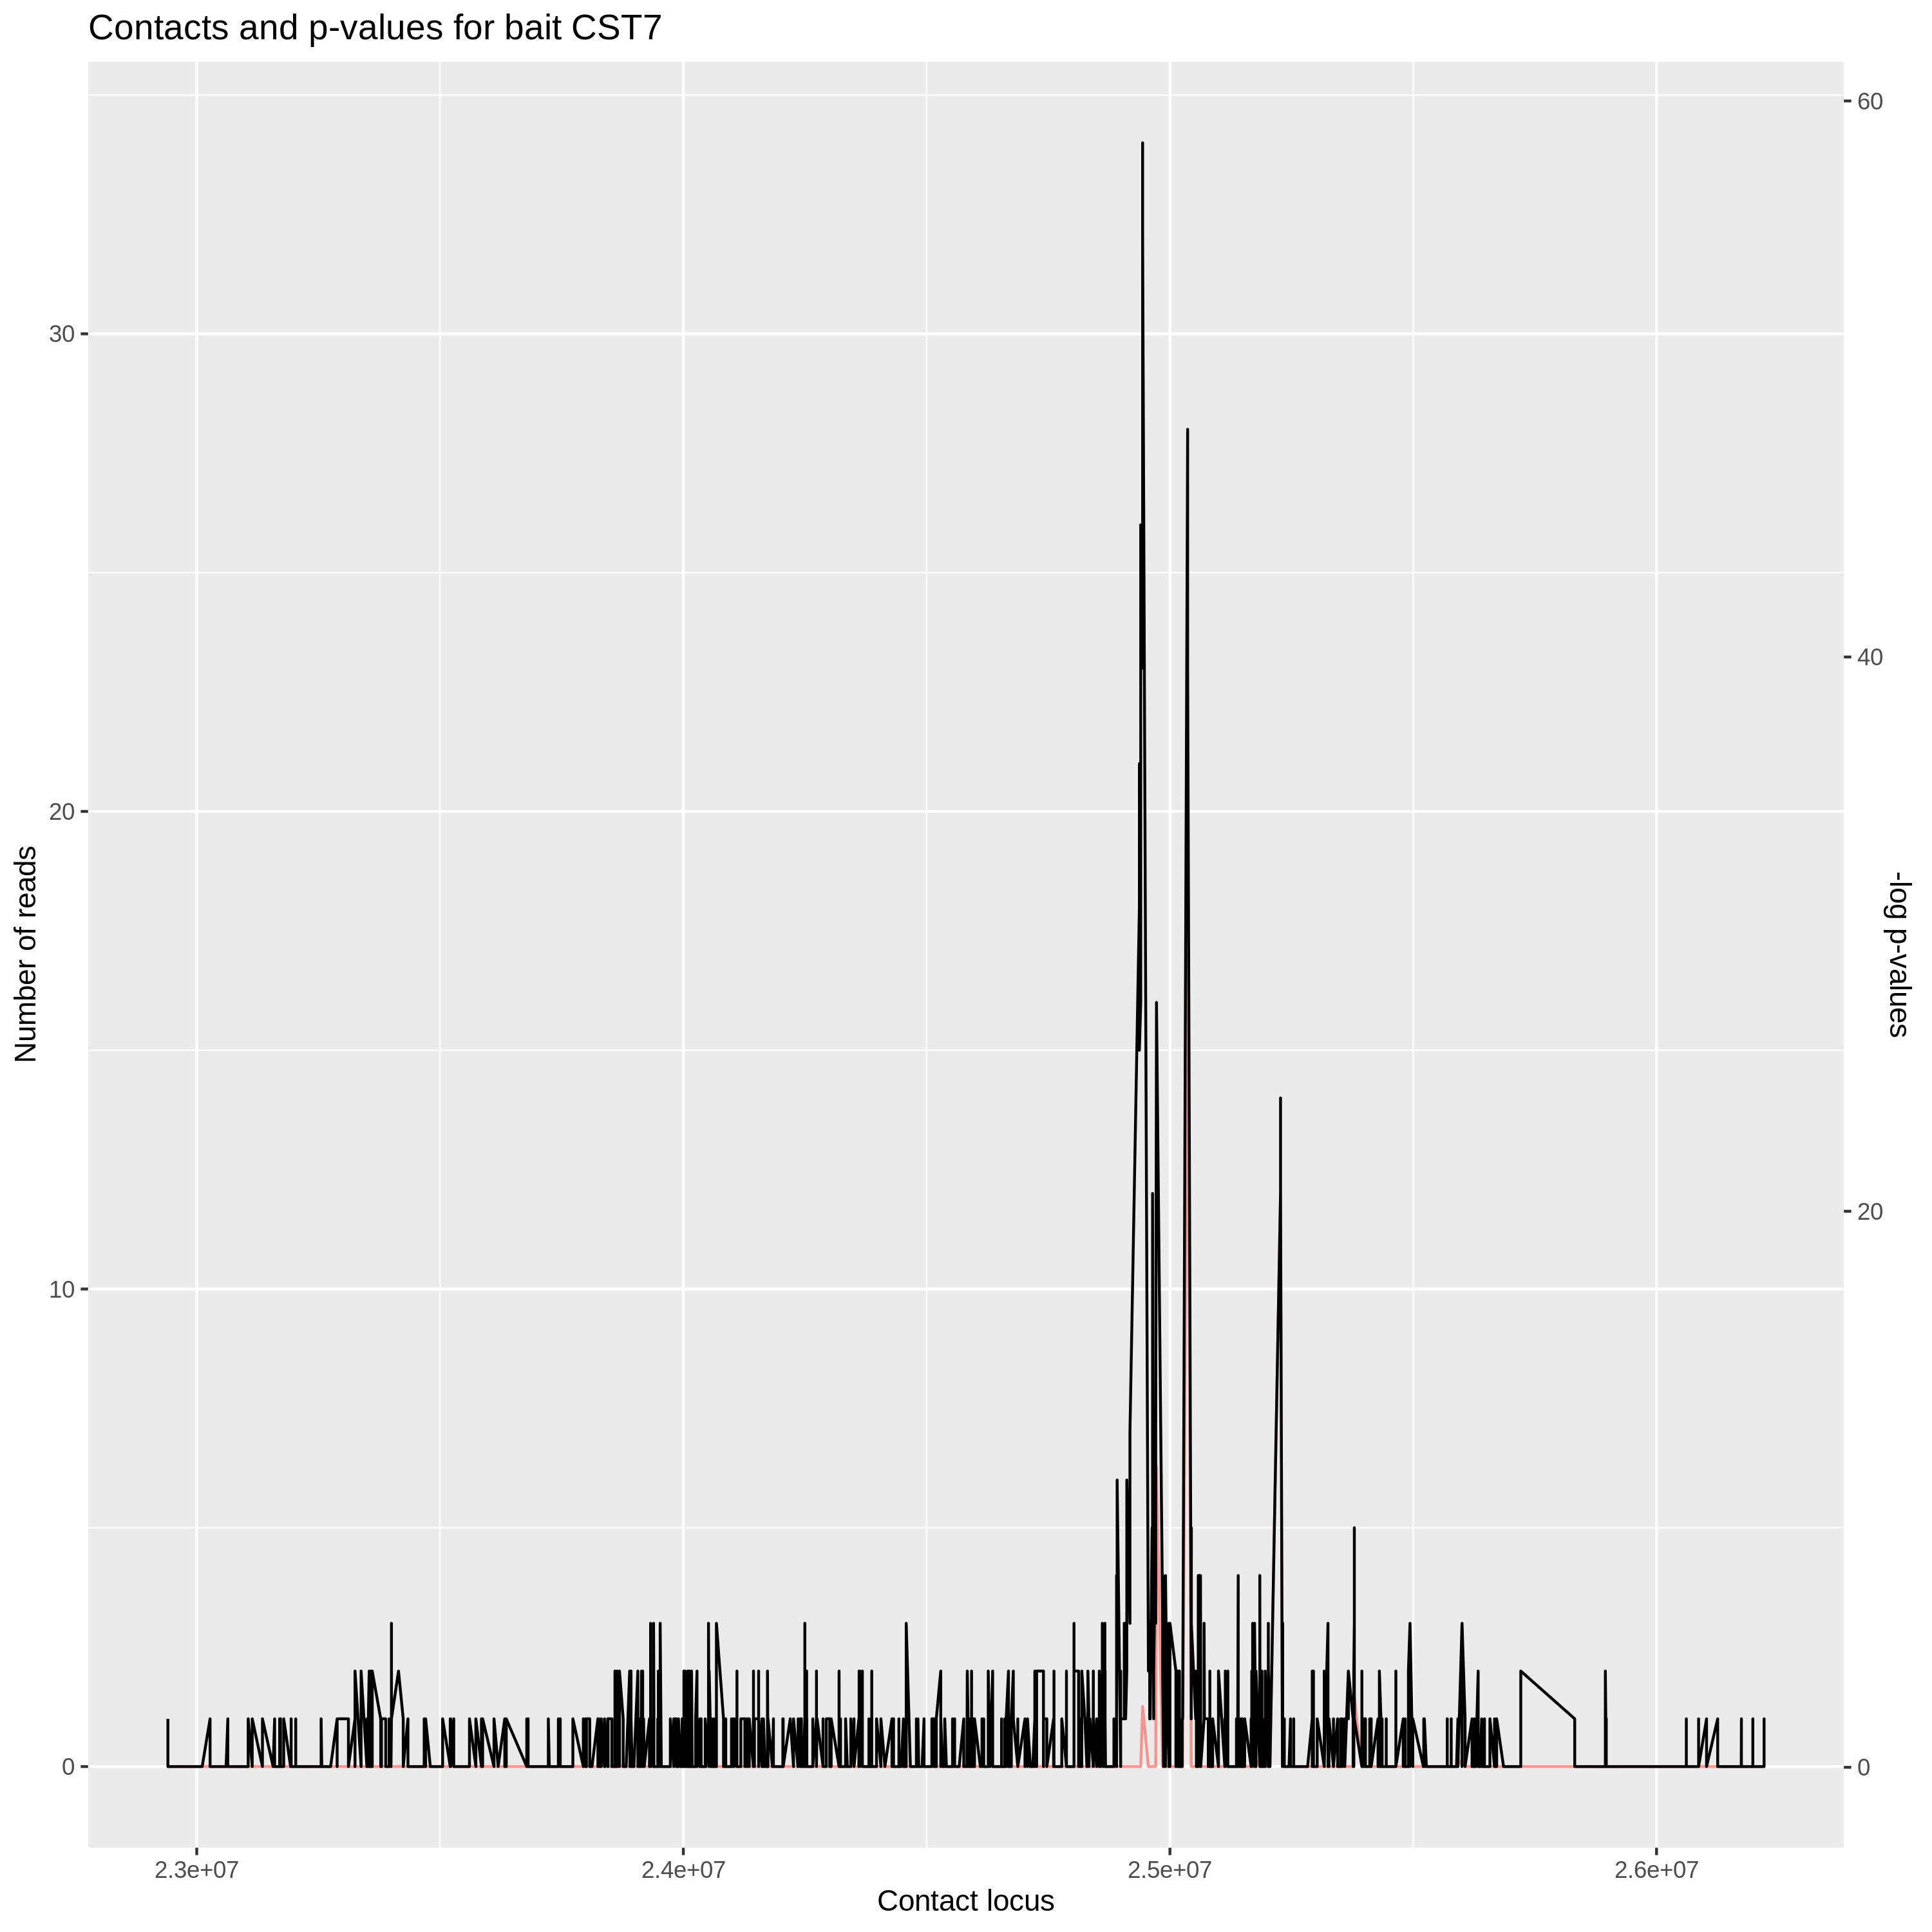 Contacts and p-values for bait CST7
30
20
10
0
Number of reads
60
40
20
0
-log p-values
2.3e+07
2.4e+07
2.5e+07
2.6e+07
Contact locus